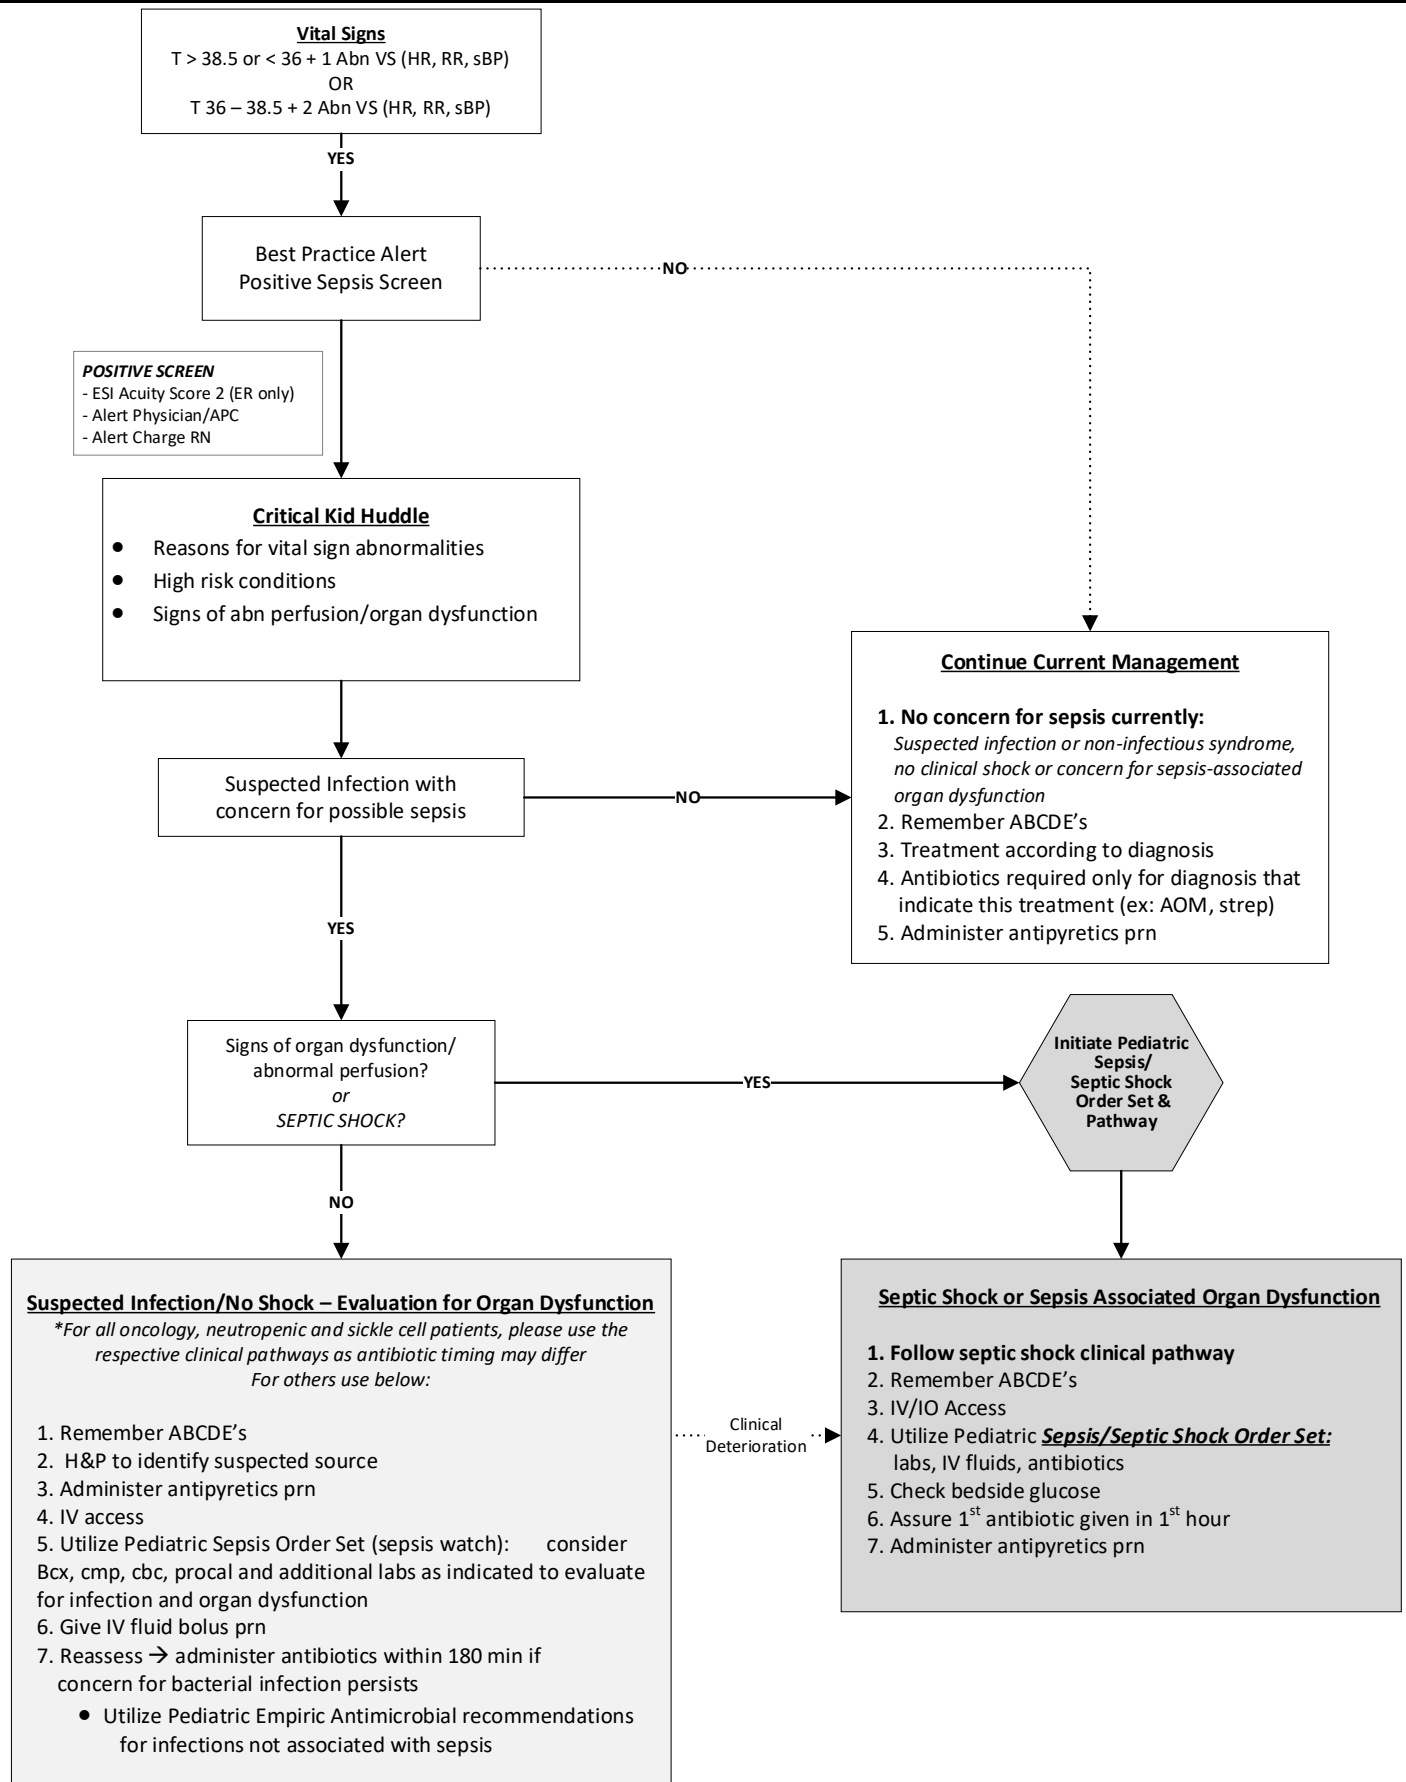 Vital Signs
T > 38.5 or < 36 + 1 Abn VS (HR, RR, sBP)
OR
T 36 – 38.5 + 2 Abn VS (HR, RR, sBP)
YES
Best Practice Alert
Positive Sepsis Screen
NO
POSITIVE SCREEN
- ESI Acuity Score 2 (ER only)
- Alert Physician/APC
- Alert Charge RN
Critical Kid Huddle
• Reasons for vital sign abnormalities
• High risk conditions
• Signs of abn perfusion/organ dysfunction
Suspected Infection with
concern for possible sepsis
NO
Continue Current Management
1. No concern for sepsis currently:
Suspected infection or non-infectious syndrome,
no clinical shock or concern for sepsis-associated
organ dysfunction
2. Remember ABCDE's
3. Treatment according to diagnosis
4. Antibiotics required only for diagnosis that
indicate this treatment (ex: AOM, strep)
5. Administer antipyretics prn
YES
Signs of organ dysfunction/
abnormal perfusion?
or
SEPTIC SHOCK?
YES
Initiate Pediatric
Sepsis/
Septic Shock
Order Set &
Pathway
NO
Suspected Infection/No Shock – Evaluation for Organ Dysfunction
*For all oncology, neutropenic and sickle cell patients, please use the
respective clinical pathways as antibiotic timing may differ
For others use below:
1. Remember ABCDE's
2. H&P to identify suspected source
3. Administer antipyretics prn
4. IV access
5. Utilize Pediatric Sepsis Order Set (sepsis watch): consider
Bcx, cmp, cbc, procal and additional labs as indicated to evaluate
for infection and organ dysfunction
6. Give IV fluid bolus prn
7. Reassess → administer antibiotics within 180 min if
concern for bacterial infection persists
• Utilize Pediatric Empiric Antimicrobial recommendations
for infections not associated with sepsis
Clinical
Deterioration
Septic Shock or Sepsis Associated Organ Dysfunction
1. Follow septic shock clinical pathway
2. Remember ABCDE's
3. IV/IO Access
4. Utilize Pediatric Sepsis/Septic Shock Order Set:
labs, IV fluids, antibiotics
5. Check bedside glucose
6. Assure 1st antibiotic given in 1st hour
7. Administer antipyretics prn